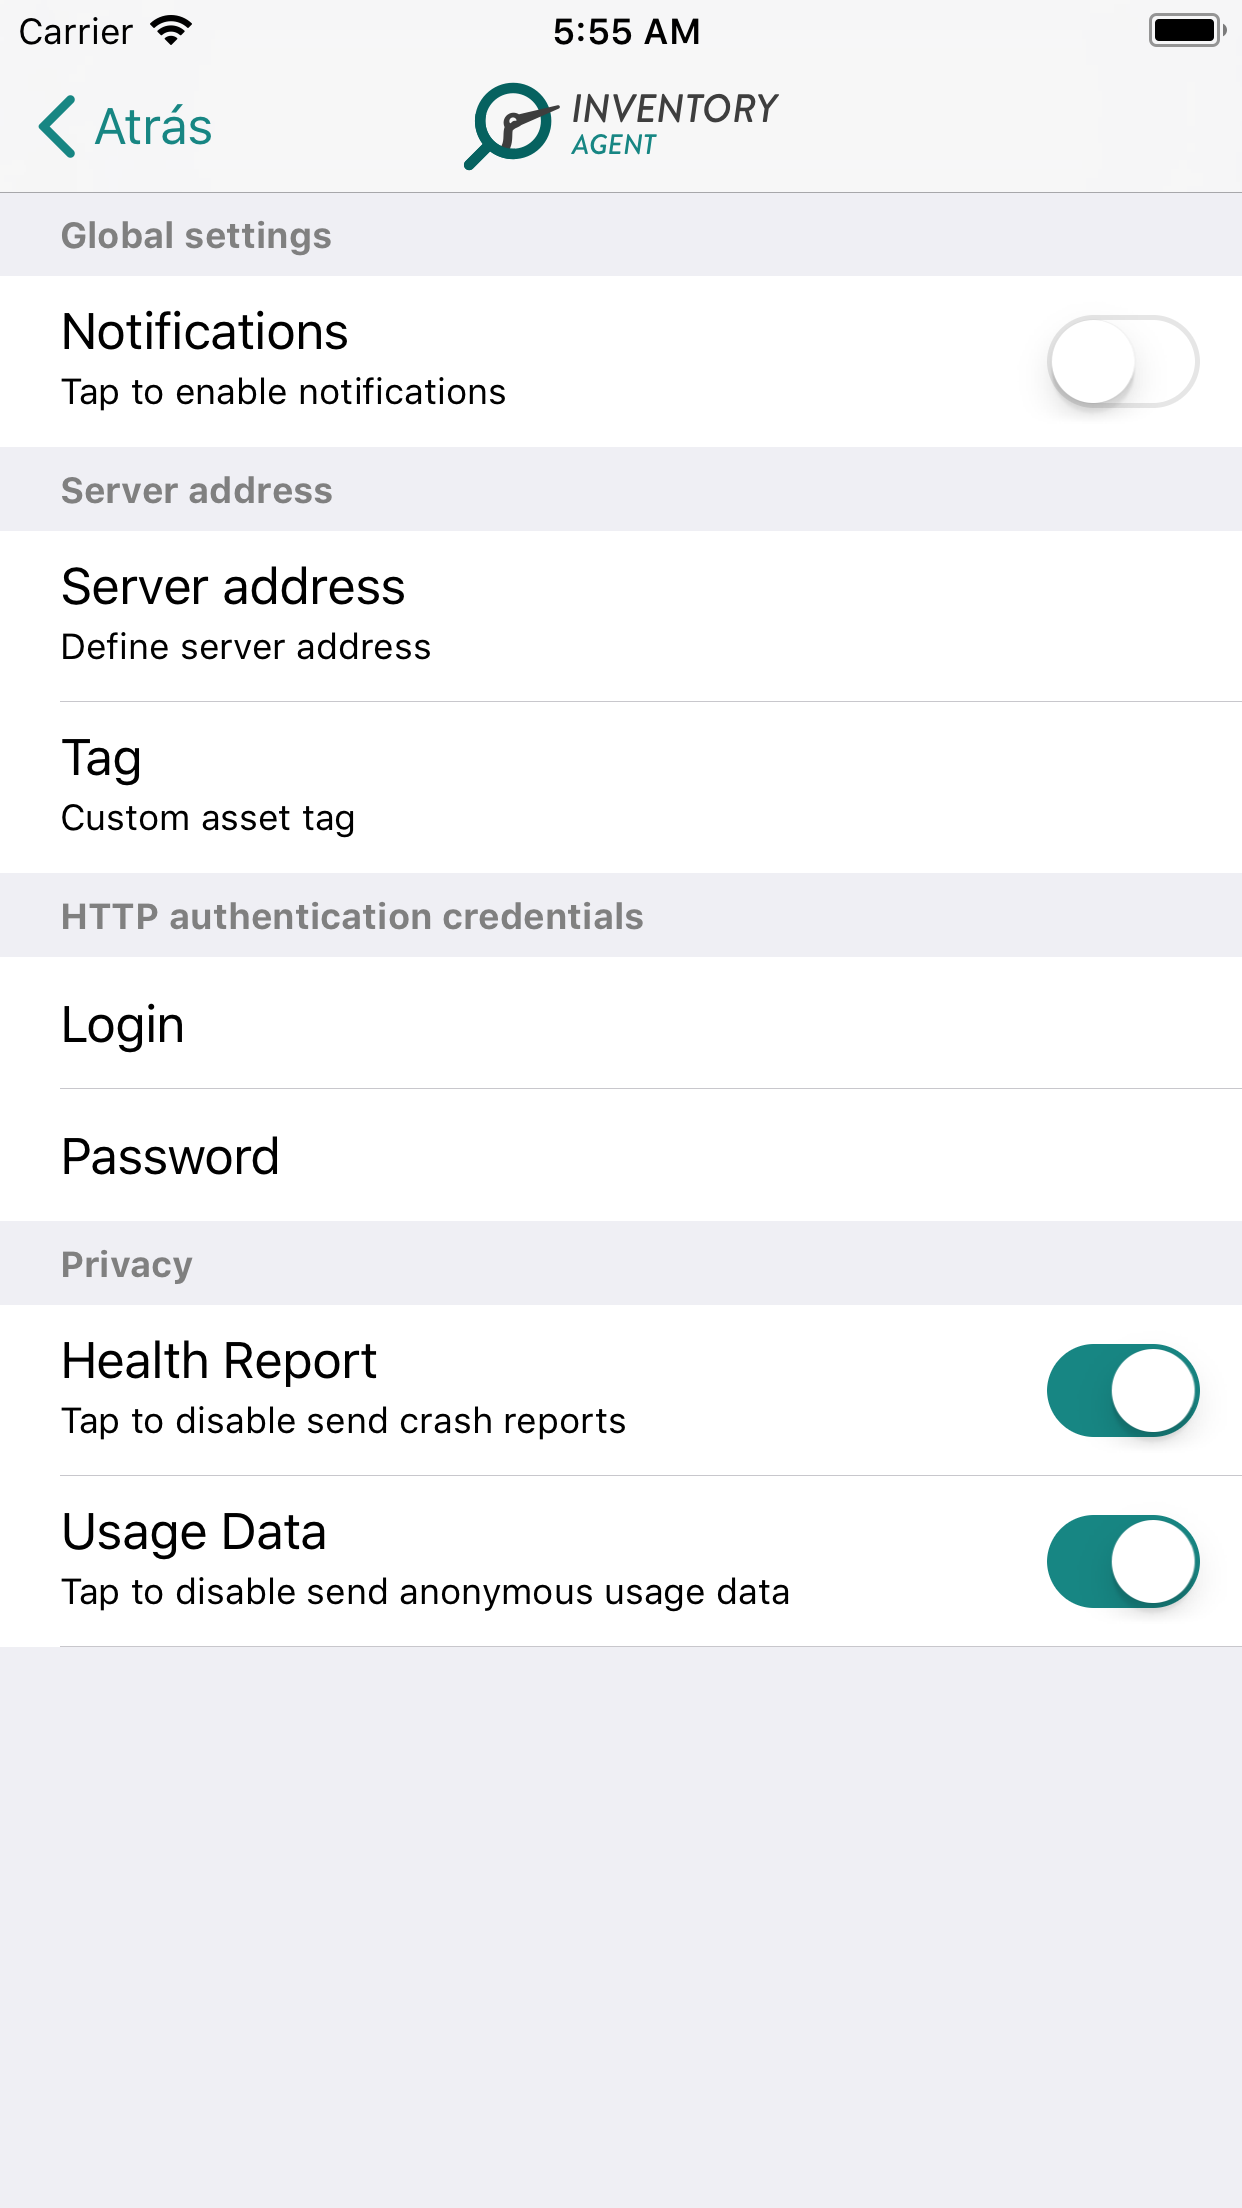 Carrier 5:55 AM
Atrás
INVENTORY
AGENT
Global settings
Notifications
Tap to enable notifications
Server address
Server address
Define server address
Tag
Custom asset tag
HTTP authentication credentials
Login
Password
Privacy
Health Report
Tap to disable send crash reports
Usage Data
Tap to disable send anonymous usage data